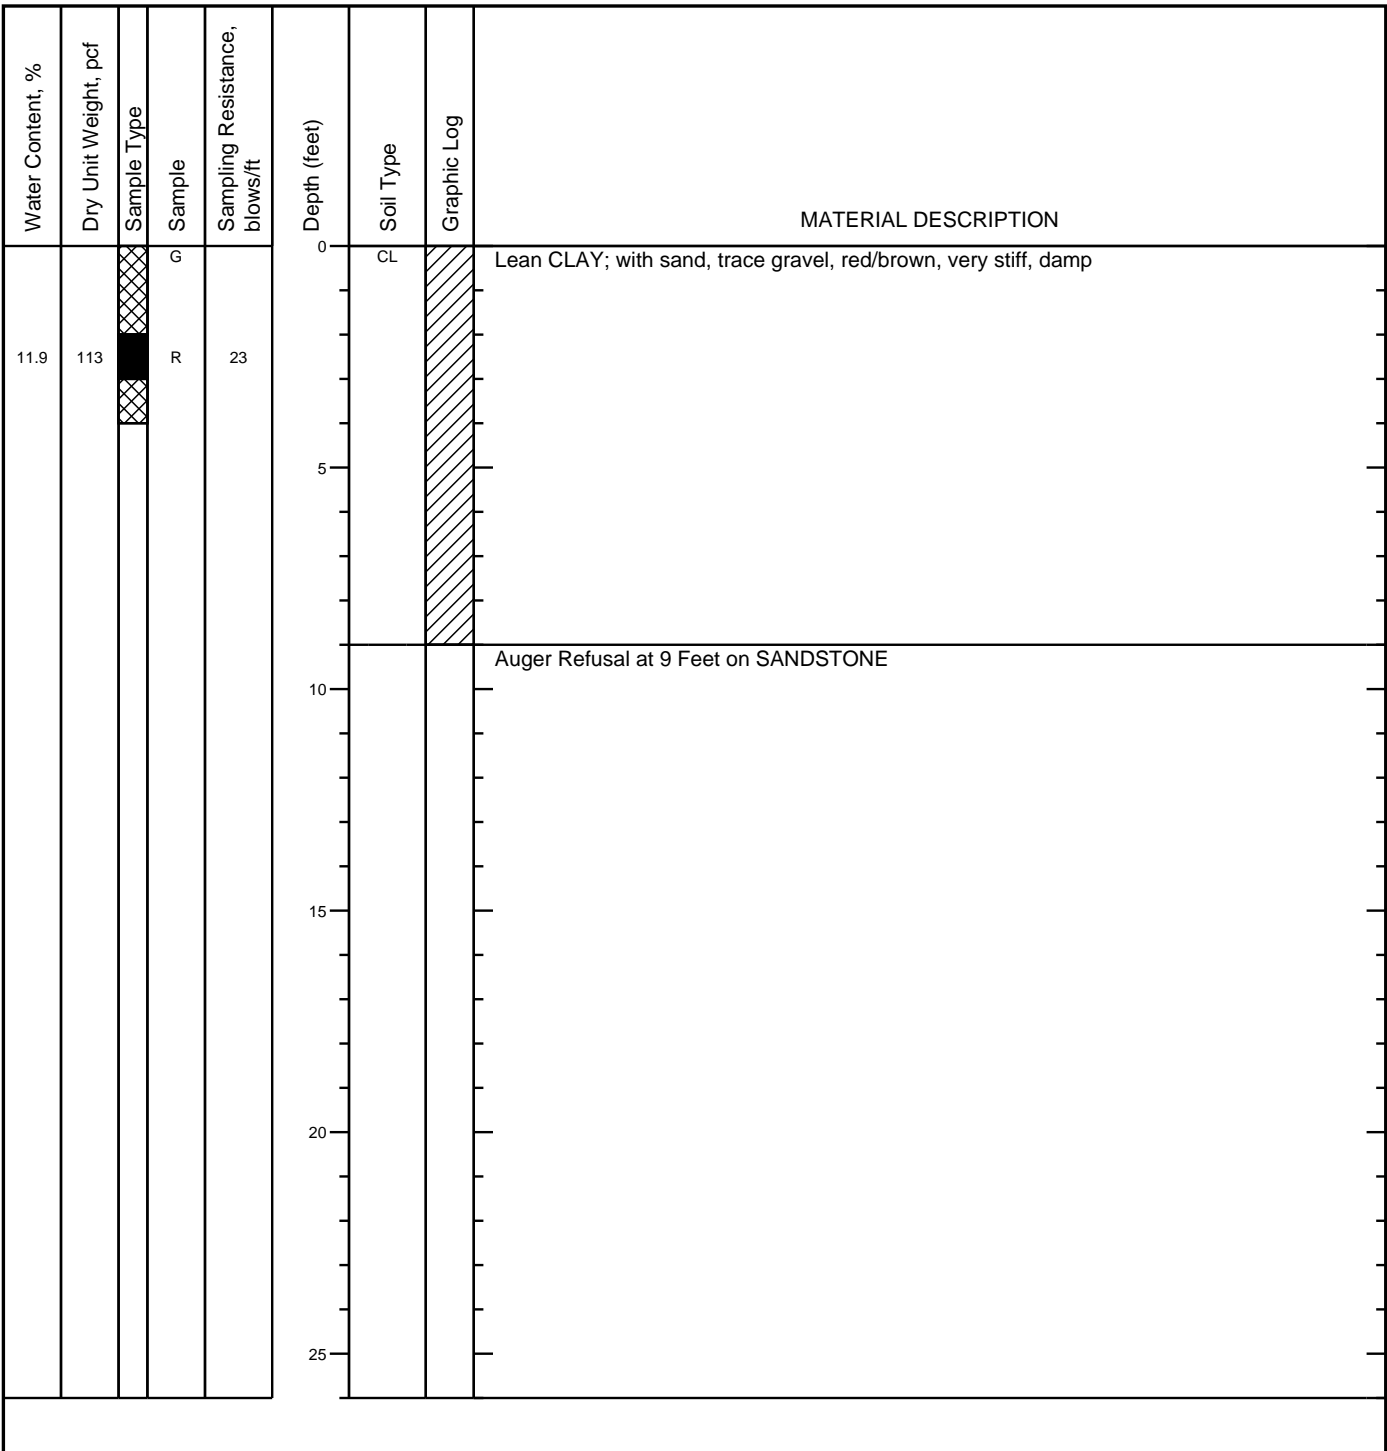 Water Content, %
Dry Unit Weight, pcf
Sample Type
Sample
Sampling Resistance,
blows/ft
Depth (feet)
Soil Type
Graphic Log
MATERIAL DESCRIPTION
0
G
CL
Lean CLAY; with sand, trace gravel, red/brown, very stiff, damp
11.9
113
R
23
5
Auger Refusal at 9 Feet on SANDSTONE
10
15
20
25